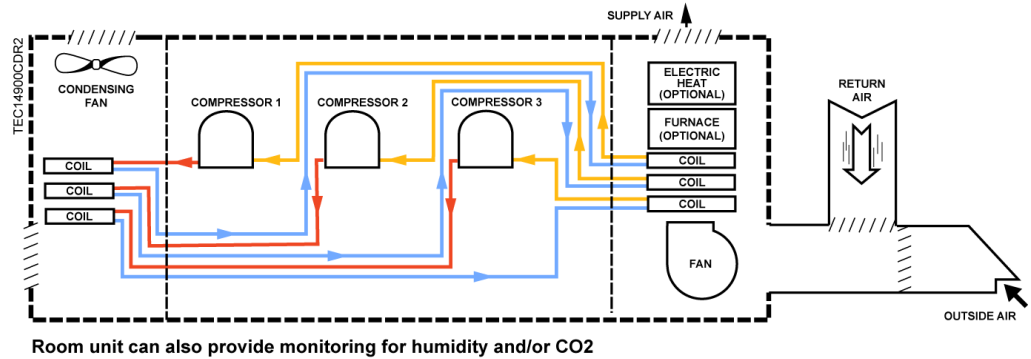 SUPPLY AIR
TEC14900CDR2
CONDENSING
FAN
COMPRESSOR 1
COMPRESSOR 2
COMPRESSOR 3
ELECTRIC
HEAT
(OPTIONAL)
FURNACE
(OPTIONAL)
RETURN
AIR
COIL
COIL
COIL
COIL
COIL
COIL
FAN
OUTSIDE AIR
Room unit can also provide monitoring for humidity and/or CO2